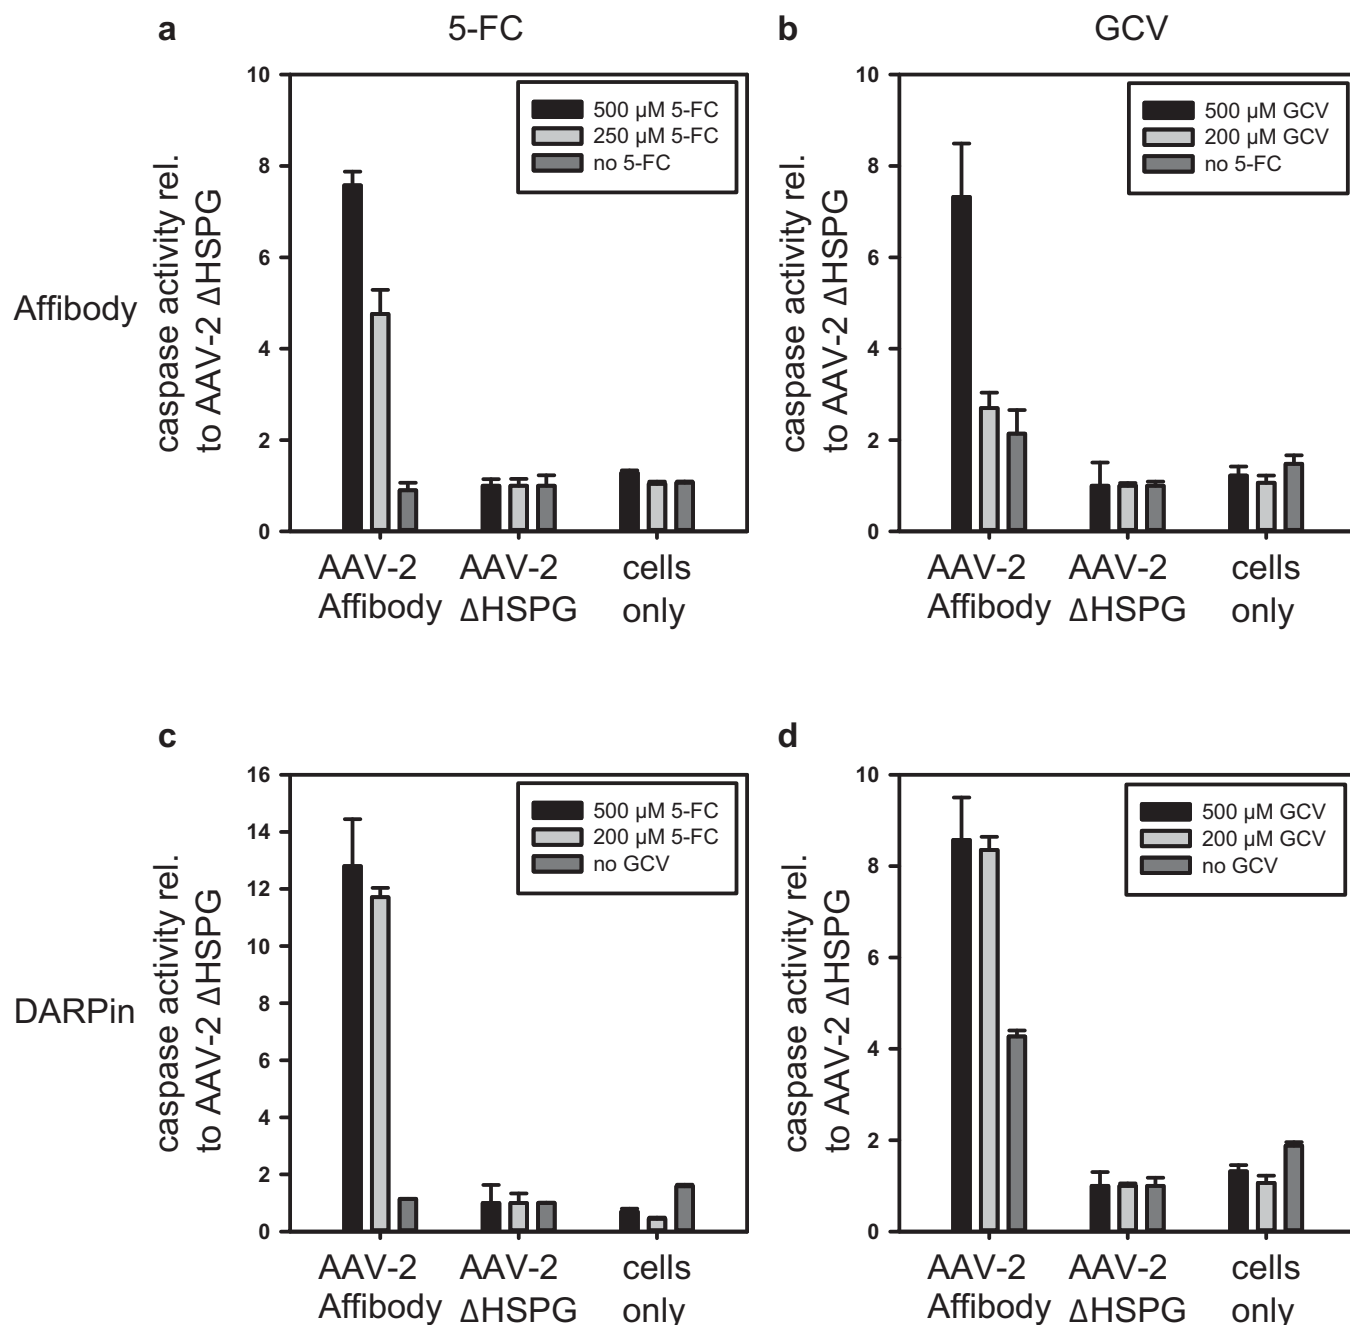 a
5-FC
b
GCV
Affibody
caspase activity rel.
to AAV-2 ΔHSPG
10
8
6
4
2
0
500 µM 5-FC
250 µM 5-FC
no 5-FC
AAV-2
Affibody
AAV-2
ΔHSPG
cells
only
caspase activity rel.
to AAV-2 ΔHSPG
10
8
6
4
2
0
500 µM GCV
200 µM GCV
no 5-FC
AAV-2
Affibody
AAV-2
ΔHSPG
cells
only
c
d
DARPin
caspase activity rel.
to AAV-2 ΔHSPG
16
14
12
10
8
6
4
2
0
500 µM 5-FC
200 µM 5-FC
no GCV
AAV-2
Affibody
AAV-2
ΔHSPG
cells
only
caspase activity rel.
to AAV-2 ΔHSPG
10
8
6
4
2
0
500 µM GCV
200 µM GCV
no GCV
AAV-2
Affibody
AAV-2
ΔHSPG
cells
only